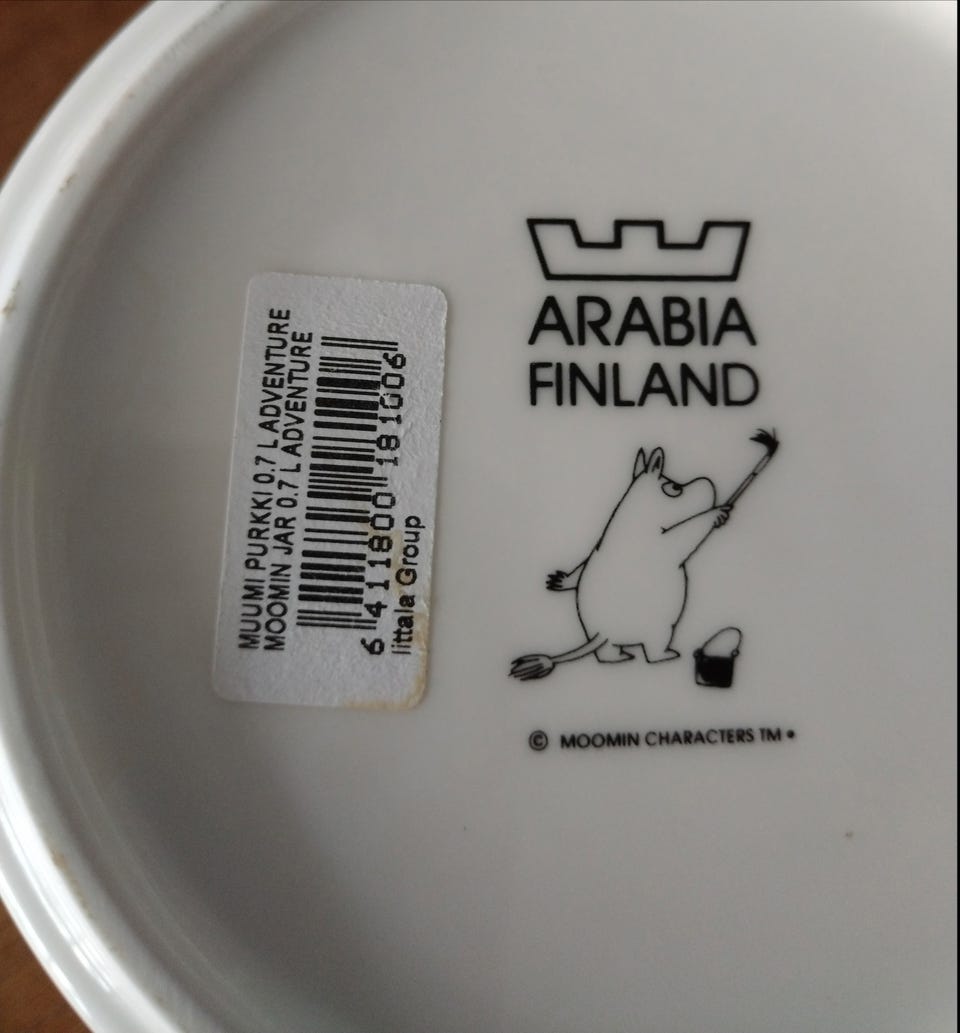 MUUMI PURKKI 0.7 L ADVENTURE
MOOMIN JAR 0.7 L ADVENTURE
6 411800 181006
Iittala Group
ARABIA
FINLAND
© MOOMIN CHARACTERS TM